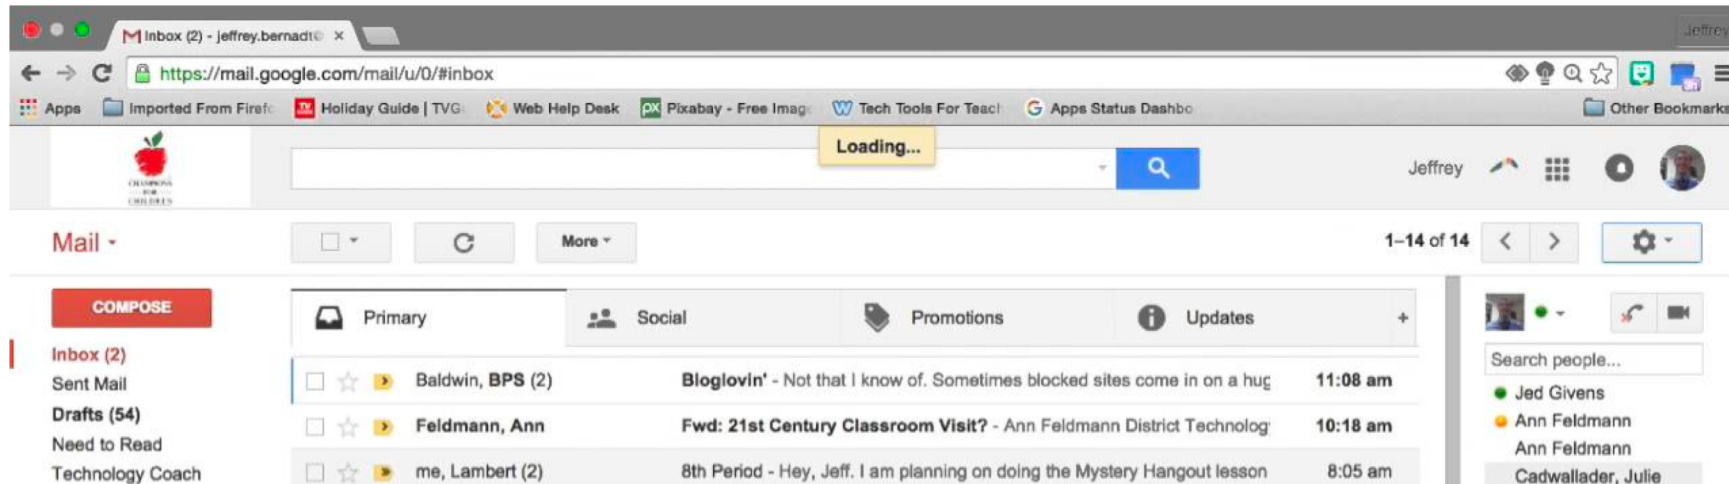 Inbox (2) - jeffrey.bernadt
Jeffrey
https://mail.google.com/mail/u/0/#inbox
Apps Imported From Firefo Holiday Guide | TVG Web Help Desk Pixabay - Free Imag Tech Tools For Teach Apps Status Dashbo Other Bookmarks
Loading...
CHAMPIONS
FOR
CHILDREN
Jeffrey
Mail
More
1–14 of 14
COMPOSE
Primary Social Promotions Updates +
Inbox (2)
Sent Mail
Drafts (54)
Need to Read
Technology Coach
Baldwin, BPS (2) Bloglovin' - Not that I know of. Sometimes blocked sites come in on a hug 11:08 am
Feldmann, Ann Fwd: 21st Century Classroom Visit? - Ann Feldmann District Technolog 10:18 am
me, Lambert (2) 8th Period - Hey, Jeff. I am planning on doing the Mystery Hangout lesson 8:05 am
Search people...
Jed Givens
Ann Feldmann
Ann Feldmann
Cadwallader, Julie